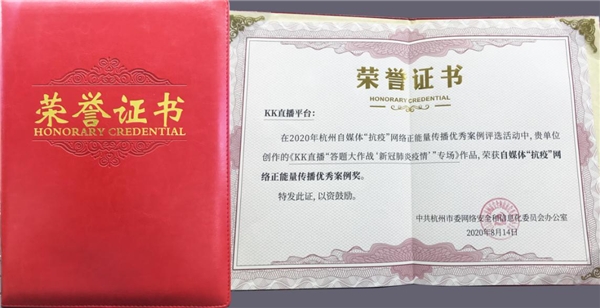 荣誉证书
HONORARY CREDENTIAL
荣誉证书
HONORARY CREDENTIAL
KK直播平台：
在2020年杭州自媒体“抗疫”网络正能量传播优秀案例评选活动中，贵单位
创作的《KK直播“答题大作战‘新冠肺炎疫情’”专场》作品，荣获自媒体“抗疫”网
络正能量传播优秀案例奖。
特发此证，以资鼓励。
中共杭州市委网络安全和信息化委员会办公室
2020年8月14日